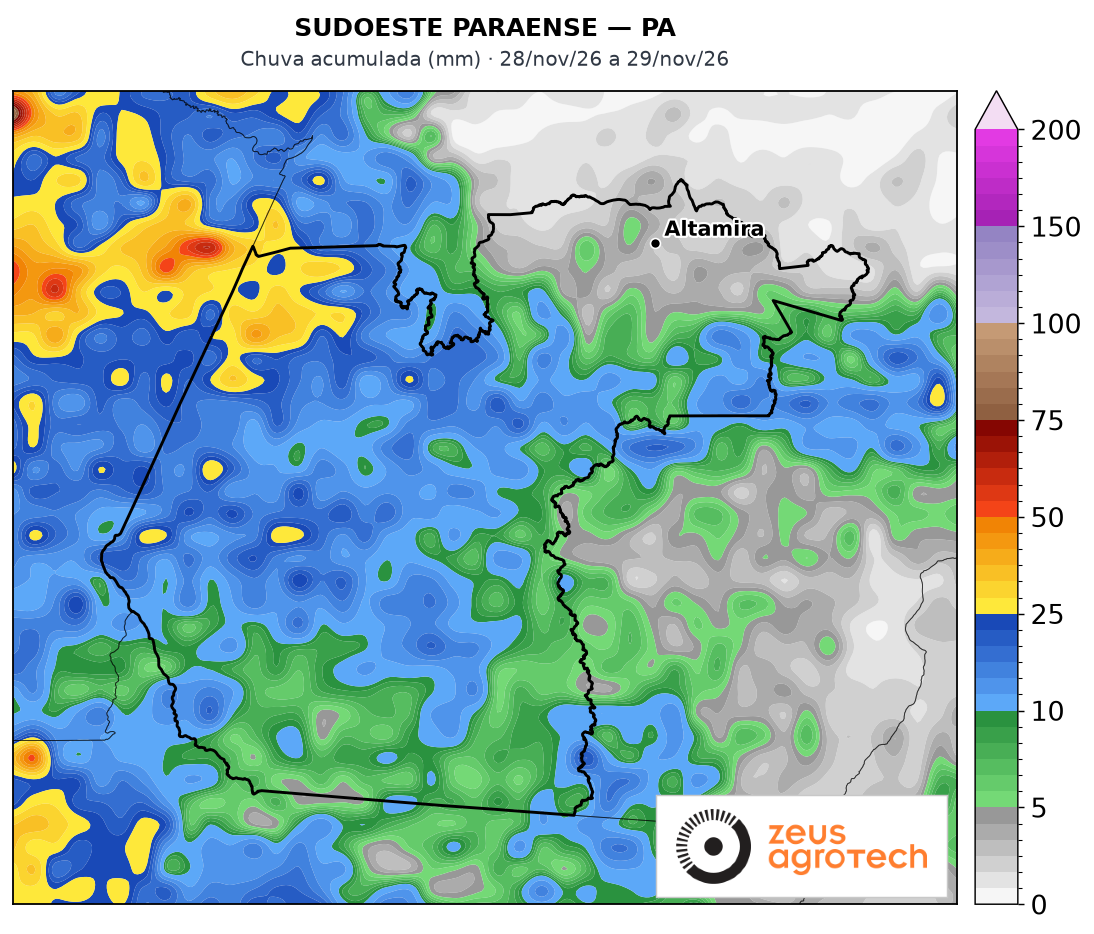 SUDOESTE PARAENSE — PA
Chuva acumulada (mm) · 28/nov/26 a 29/nov/26
Altamira
200
150
100
75
50
25
10
5
0
zeus
agrotech